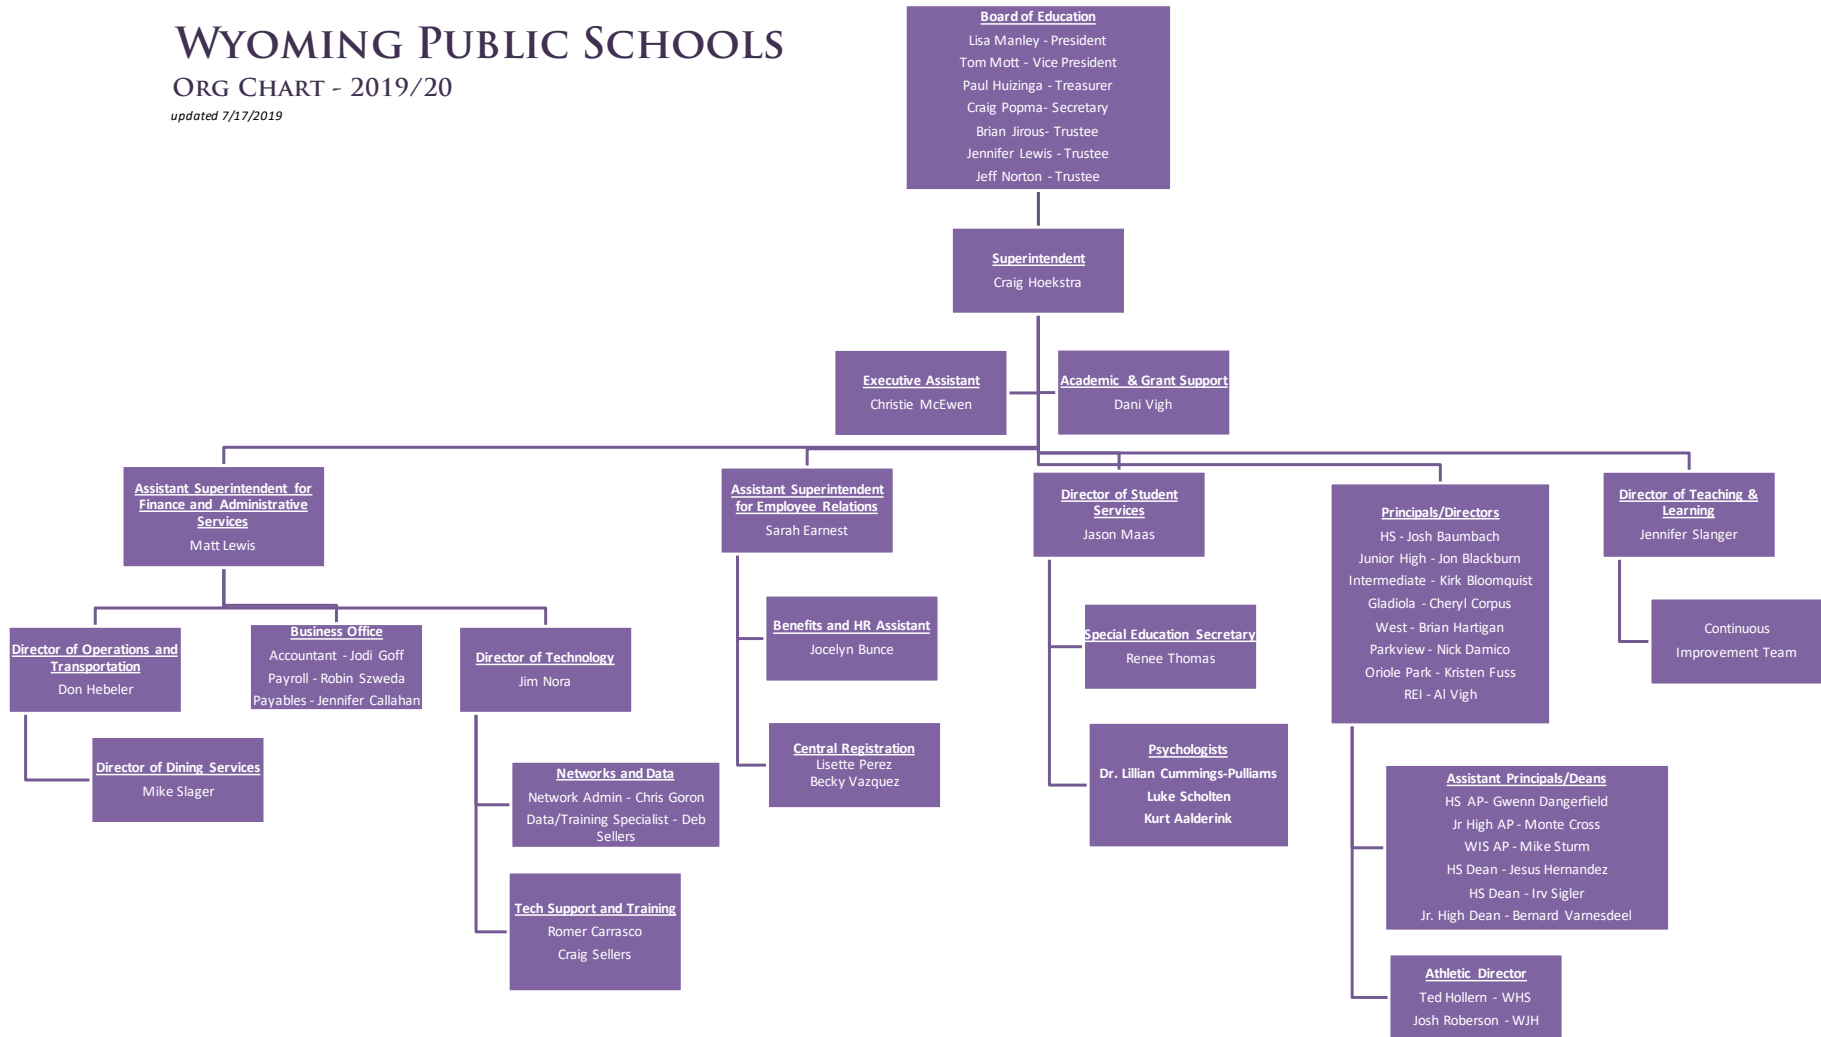 WYOMING PUBLIC SCHOOLS
ORG CHART - 2019/20
updated 7/17/2019
Board of Education
Lisa Manley - President
Tom Mott - Vice President
Paul Huizinga - Treasurer
Craig Popma- Secretary
Brian Jirous- Trustee
Jennifer Lewis - Trustee
Jeff Norton - Trustee
Superintendent
Craig Hoekstra
Executive Assistant
Christie McEwen
Academic & Grant Support
Dani Vigh
Assistant Superintendent for
Finance and Administrative
Services
Matt Lewis
Director of Operations and
Transportation
Don Hebeler
Director of Dining Services
Mike Slager
Business Office
Accountant - Jodi Goff
Payroll - Robin Szweda
Payables - Jennifer Callahan
Director of Technology
Jim Nora
Networks and Data
Network Admin - Chris Goron
Data/Training Specialist - Deb
Sellers
Tech Support and Training
Romer Carrasco
Craig Sellers
Assistant Superintendent
for Employee Relations
Sarah Earnest
Benefits and HR Assistant
Jocelyn Bunce
Central Registration
Lisette Perez
Becky Vazquez
Director of Student
Services
Jason Maas
Special Education Secretary
Renee Thomas
Psychologists
Dr. Lillian Cummings-Pulliams
Luke Scholten
Kurt Aalderink
Principals/Directors
HS - Josh Baumbach
Junior High - Jon Blackburn
Intermediate - Kirk Bloomquist
Gladiola - Cheryl Corpus
West - Brian Hartigan
Parkview - Nick Damico
Oriole Park - Kristen Fuss
REI - Al Vigh
Assistant Principals/Deans
HS AP- Gwenn Dangerfield
Jr High AP - Monte Cross
WIS AP - Mike Sturm
HS Dean - Jesus Hernandez
HS Dean - Irv Sigler
Jr. High Dean - Bernard Varnesdeel
Athletic Director
Ted Hollern - WHS
Josh Roberson - WJH
Director of Teaching &
Learning
Jennifer Slanger
Continuous
Improvement Team